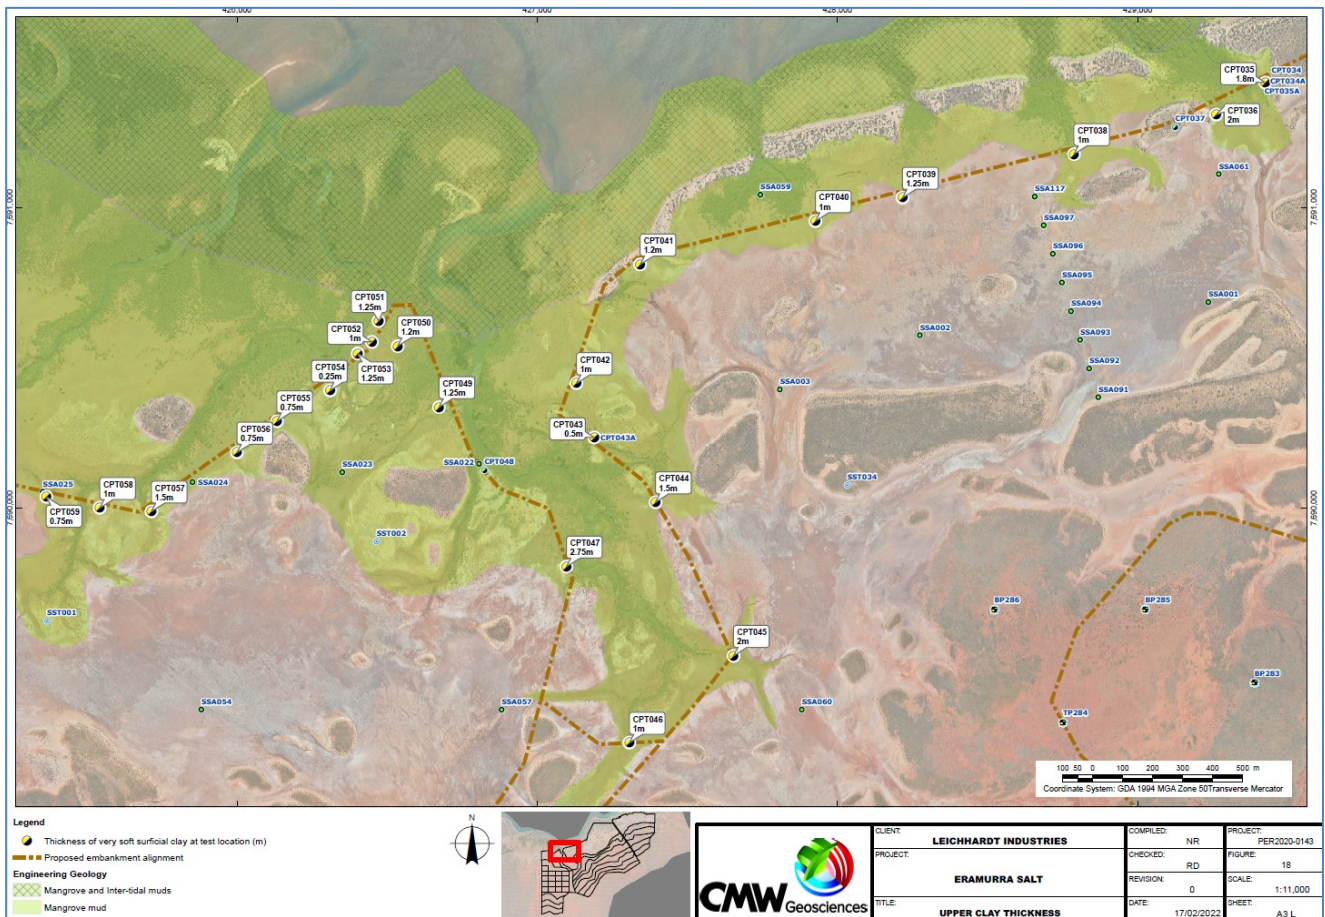 426,000
427,000
428,000
429,000
CPT035
1.8m
CPT034
CPT034A
CPT035A
CPT036
2m
CPT037
CPT038
1m
SSA061
CPT039
1.25m
SSA059
SSA117
7,691,000
7,691,000
CPT040
1m
SSA097
CPT041
1.2m
SSA096
SSA095
CPT051
1.25m
SSA001
SSA094
CPT052
1m
CPT050
1.2m
SSA002
SSA093
CPT054
0.25m
CPT053
1.25m
CPT042
1m
SSA092
SSA003
CPT049
1.25m
SSA091
CPT055
0.75m
CPT056
0.75m
CPT043
0.5m
CPT043A
SSA023
SSA022
CPT048
SSA025
SSA024
CPT058
1m
CPT057
1.5m
CPT044
1.5m
SST034
7,690,000
7,690,000
CPT059
0.75m
SST002
CPT047
2.75m
SST001
BP286
BP285
CPT045
2m
BP283
SSA054
SSA057
SSA060
CPT046
1m
TP284
100 50 0 100 200 300 400 500 m
Coordinate System: GDA 1994 MGA Zone 50Transverse Mercator
Legend
Thickness of very soft surficial clay at test location (m)
Proposed embankment alignment
Engineering Geology
Mangrove and Inter-tidal muds
Mangrove mud
N
CMW Geosciences
CLIENT:
LEICHHARDT INDUSTRIES
PROJECT:
ERAMURRA SALT
TITLE:
UPPER CLAY THICKNESS
COMPILED:
NR
CHECKED:
RD
REVISION:
0
DATE:
17/02/2022
PROJECT:
PER2020-0143
FIGURE:
18
SCALE:
1:11,000
SHEET:
A3 L